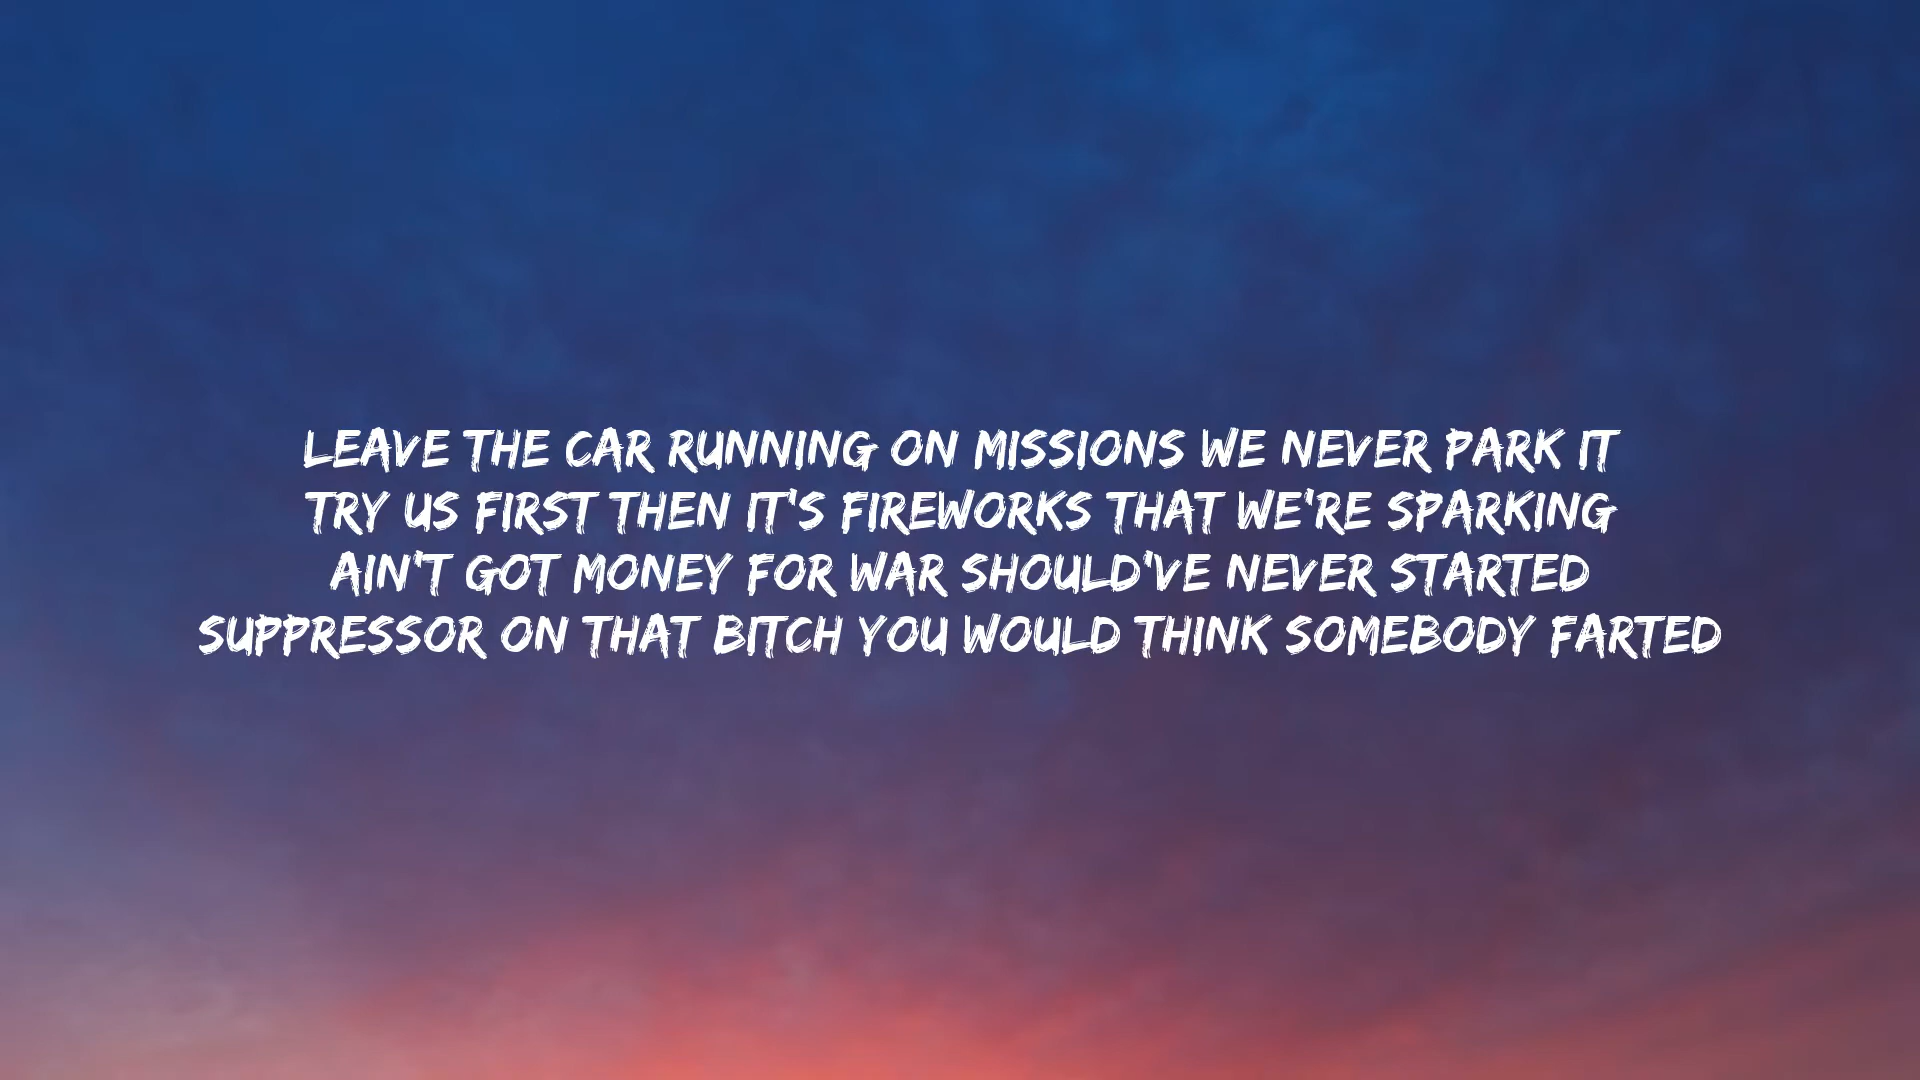 LEAVE THE CAR RUNNING ON MISSIONS WE NEVER PARK IT
TRY US FIRST THEN IT'S FIREWORKS THAT WE'RE SPARKING
AIN'T GOT MONEY FOR WAR SHOULD'VE NEVER STARTED
SUPPRESSOR ON THAT BITCH YOU WOULD THINK SOMEBODY FARTED